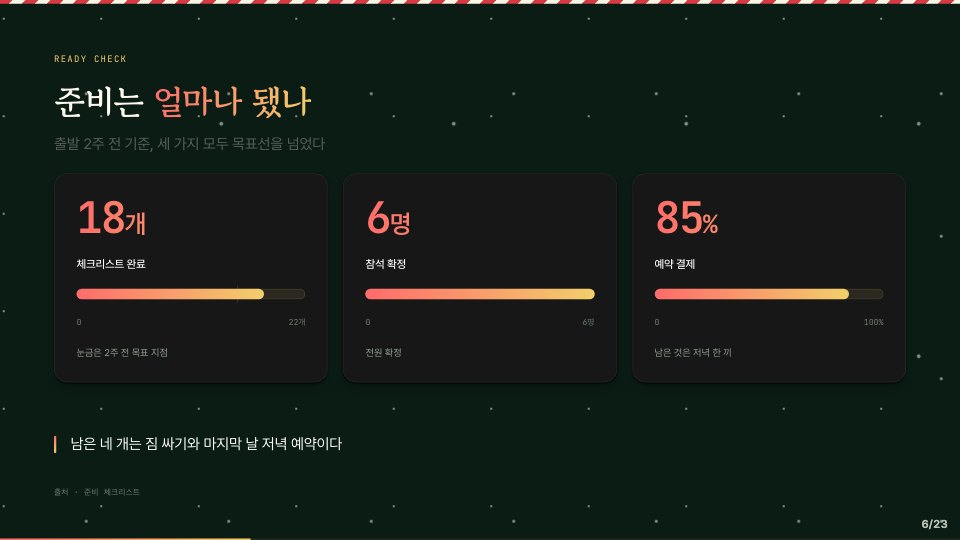 READY CHECK
준비는 얼마나 됐나
출발 2주 전 기준, 세 가지 모두 목표선을 넘었다
18개
체크리스트 완료
0 22개
눈금은 2주 전 목표 지점
6명
참석 확정
0 6명
전원 확정
85%
예약 결제
0 100%
남은 것은 저녁 한 끼
남은 네 개는 짐 싸기와 마지막 날 저녁 예약이다
출처 · 준비 체크리스트
6/23